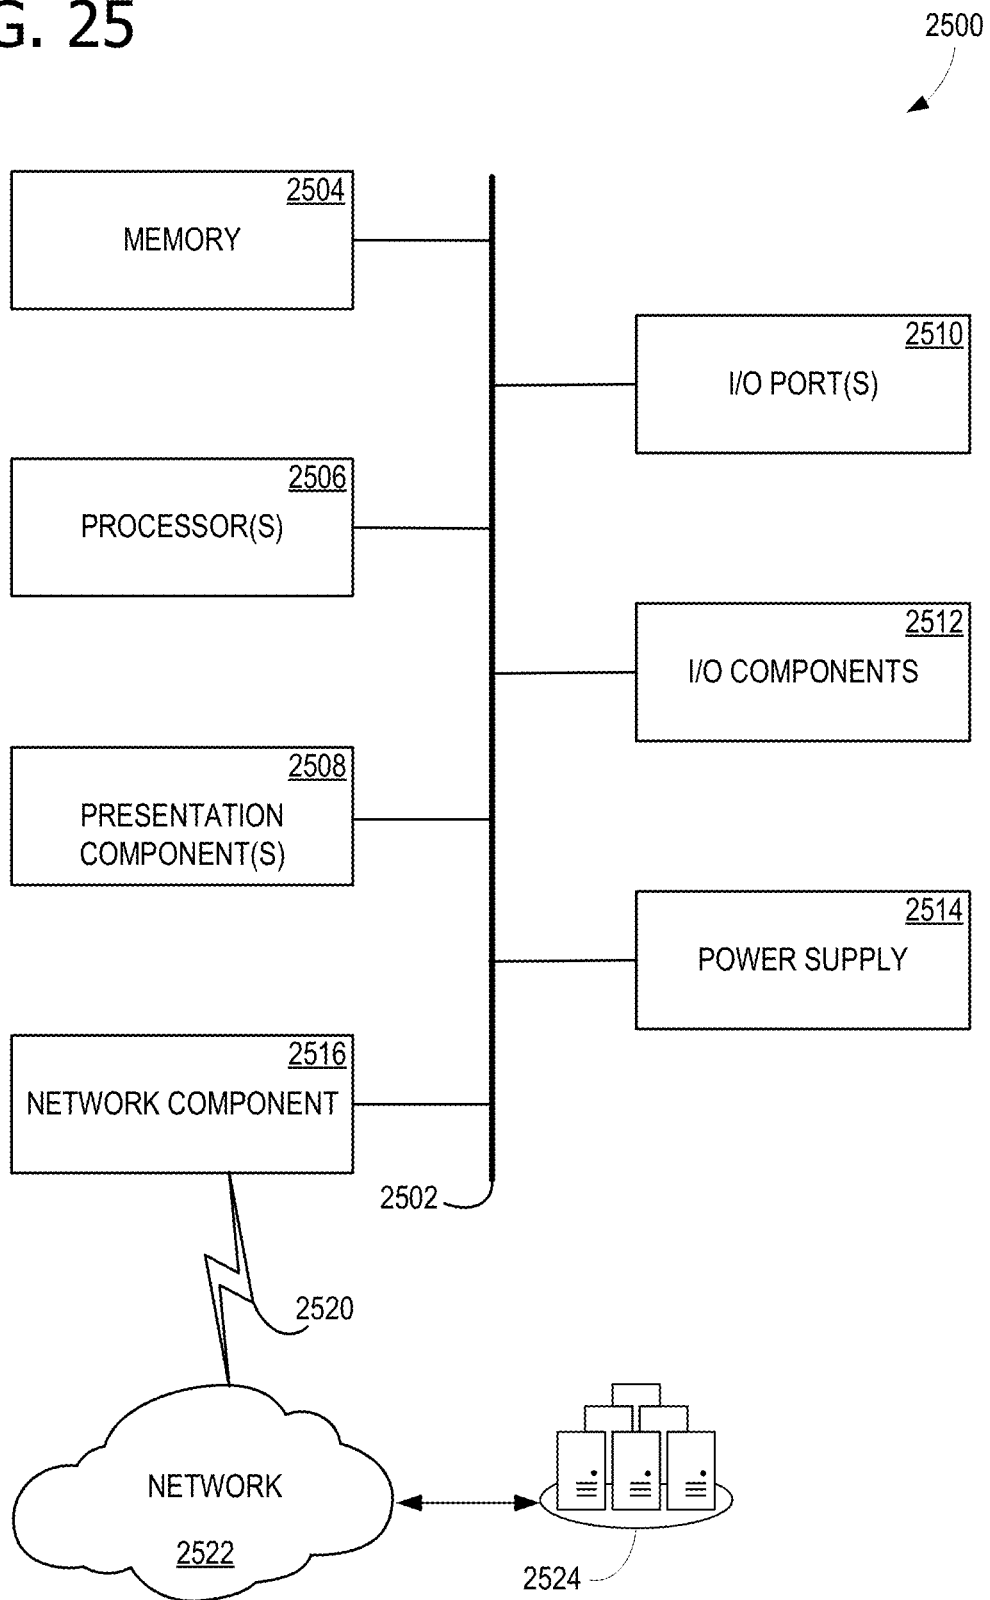 G. 25
2500
2504
MEMORY
2510
I/O PORT(S)
2506
PROCESSOR(S)
2512
I/O COMPONENTS
2508
PRESENTATION
COMPONENT(S)
2514
POWER SUPPLY
2516
NETWORK COMPONENT
2502
2520
NETWORK
2522
2524